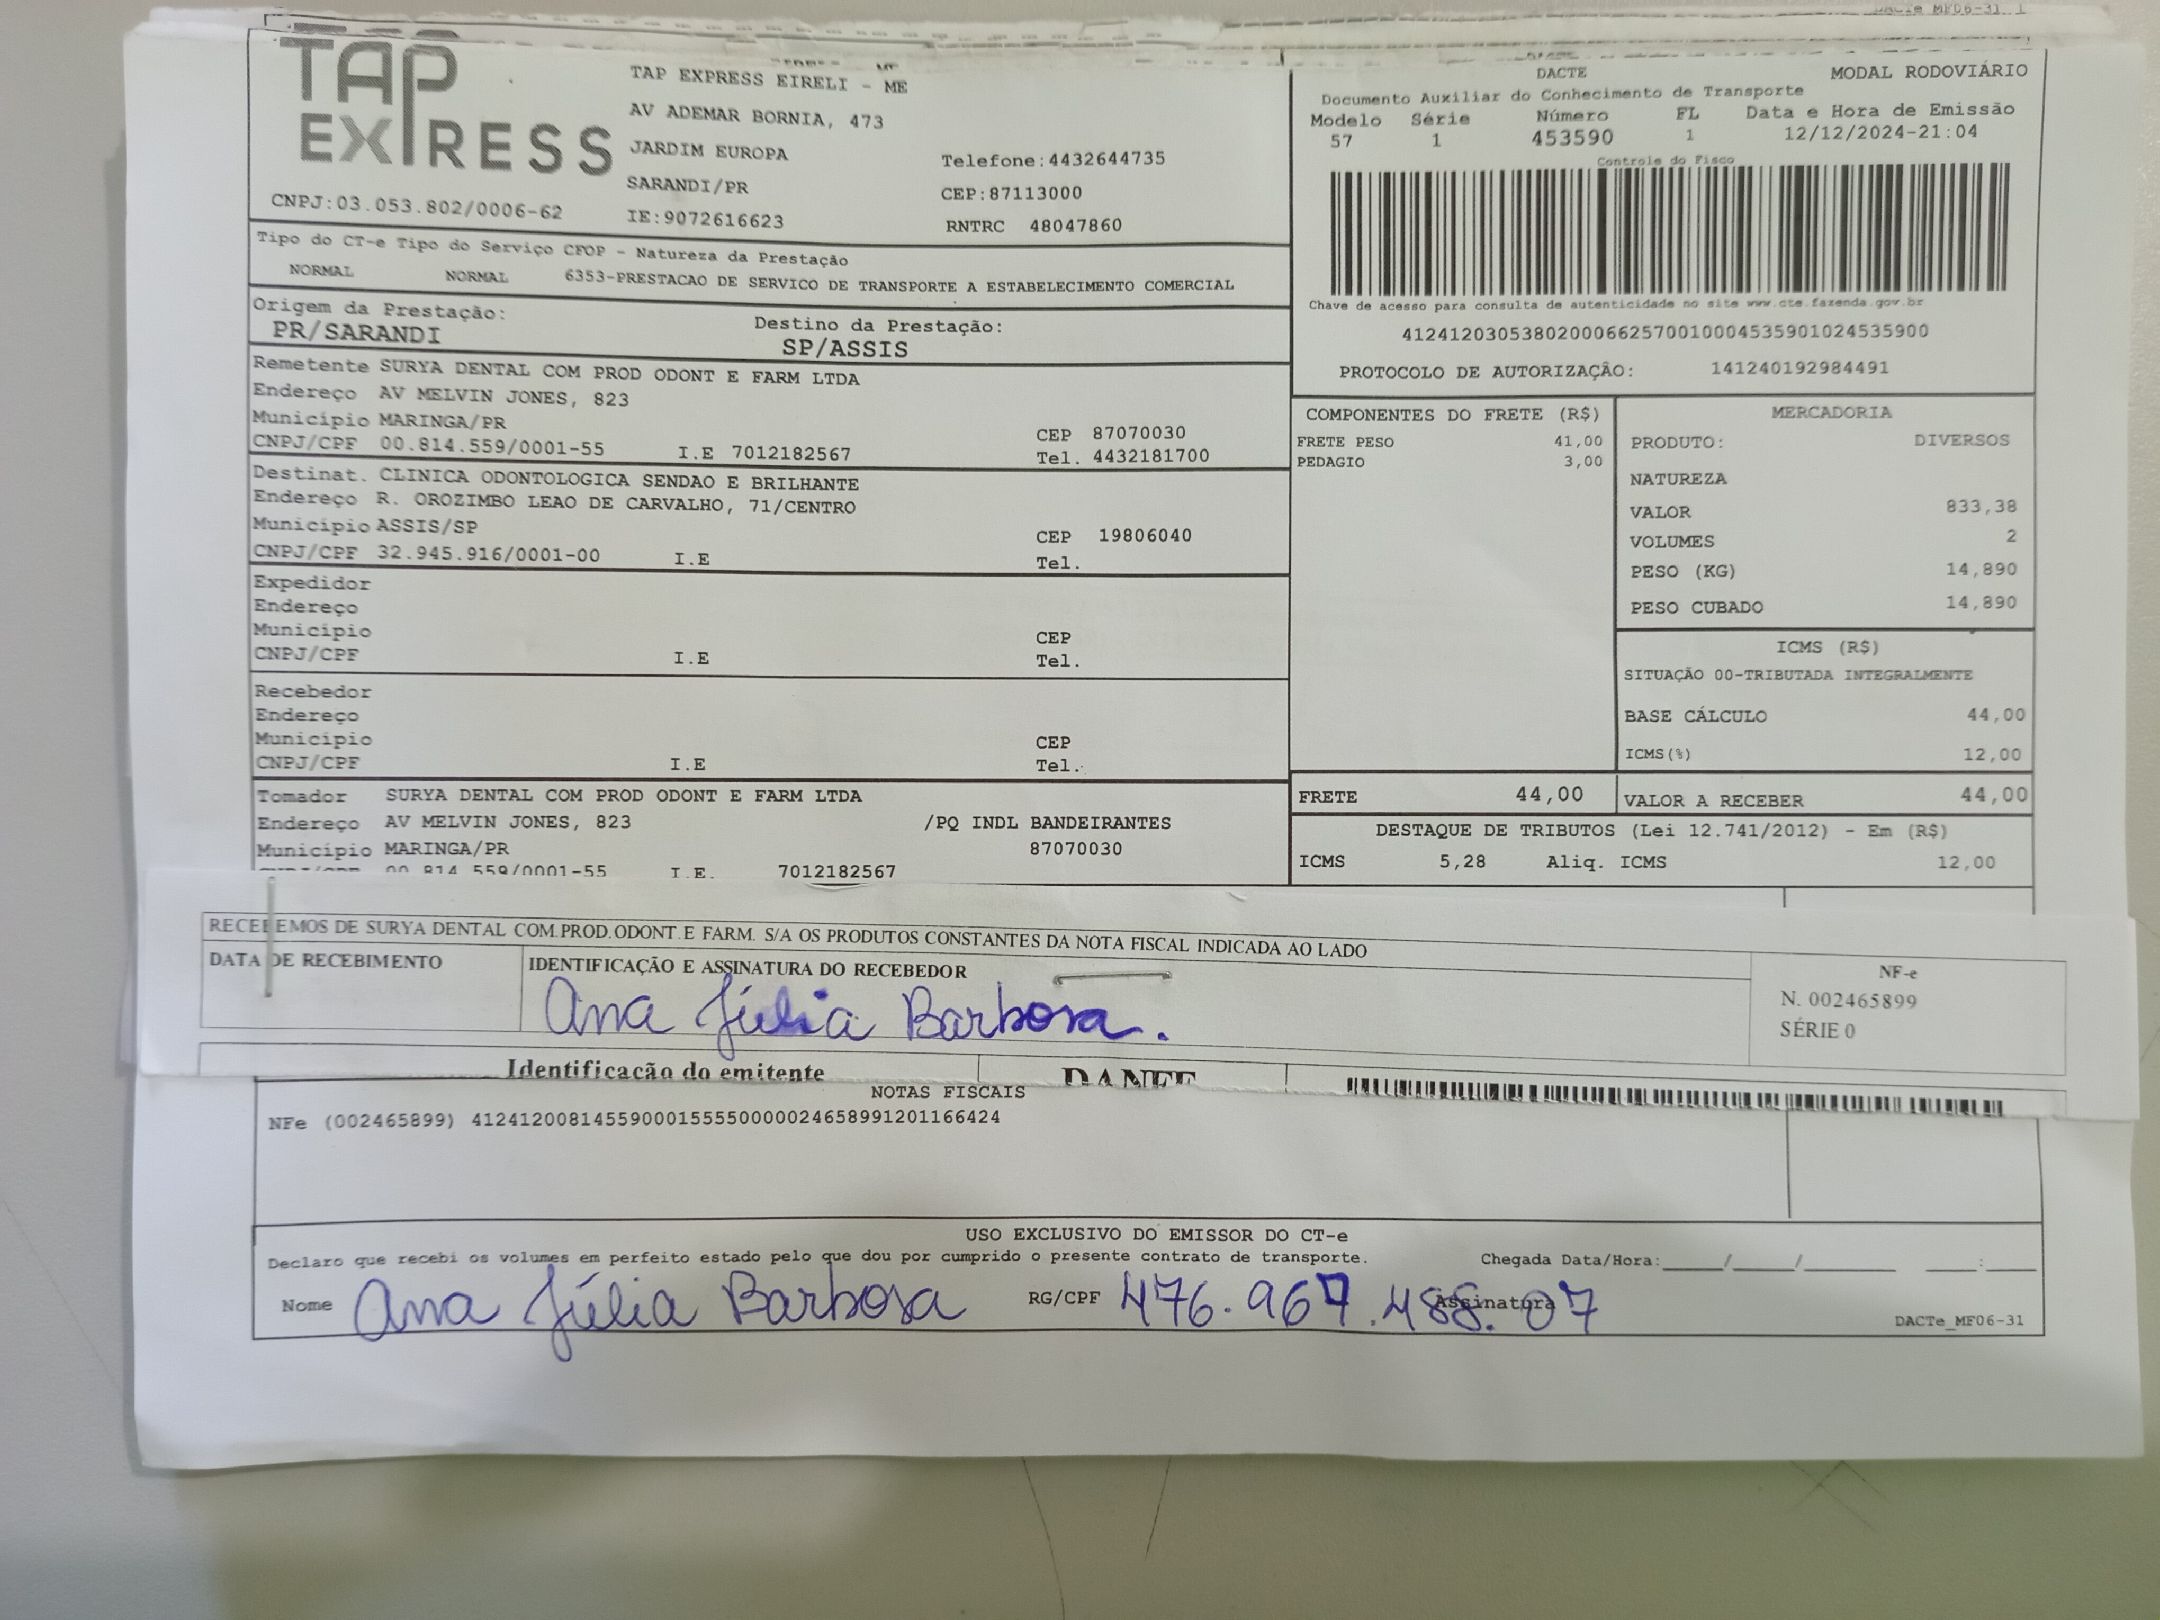 DACTe MF06-31 1
TAP
EXPRESS
CNPJ:03.053.802/0006-62
TAP EXPRESS EIRELI - ME
AV ADEMAR BORNIA, 473
JARDIM EUROPA
SARANDI/PR
IE:9072616623
Telefone:4432644735
CEP:87113000
RNTRC 48047860
DACTE MODAL RODOVIÁRIO
Documento Auxiliar do Conhecimento de Transporte
Modelo Série Número FL Data e Hora de Emissão
57 1 453590 1 12/12/2024-21:04
Controle do Fisco
Chave de acesso para consulta de autenticidade no site www.cte.fazenda.gov.br
41241203053802000662570010004535901024535900
PROTOCOLO DE AUTORIZAÇÃO: 141240192984491
Tipo do CT-e Tipo do Serviço CFOP - Natureza da Prestação
NORMAL NORMAL 6353-PRESTACAO DE SERVICO DE TRANSPORTE A ESTABELECIMENTO COMERCIAL
Origem da Prestação: Destino da Prestação:
PR/SARANDI SP/ASSIS
Remetente SURYA DENTAL COM PROD ODONT E FARM LTDA
Endereço AV MELVIN JONES, 823
Município MARINGA/PR CEP 87070030
CNPJ/CPF 00.814.559/0001-55 I.E 7012182567 Tel. 4432181700
Destinat. CLINICA ODONTOLOGICA SENDAO E BRILHANTE
Endereço R. OROZIMBO LEAO DE CARVALHO, 71/CENTRO
Município ASSIS/SP CEP 19806040
CNPJ/CPF 32.945.916/0001-00 I.E Tel.
Expedidor
Endereço
Município CEP
CNPJ/CPF I.E Tel.
Recebedor
Endereço
Município CEP
CNPJ/CPF I.E Tel.
Tomador SURYA DENTAL COM PROD ODONT E FARM LTDA
Endereço AV MELVIN JONES, 823 /PQ INDL BANDEIRANTES
Município MARINGA/PR 87070030
CNPJ/CPF 00.814.559/0001-55 I.E. 7012182567
COMPONENTES DO FRETE (R$)
FRETE PESO 41,00
PEDAGIO 3,00
MERCADORIA
PRODUTO: DIVERSOS
NATUREZA
VALOR 833,38
VOLUMES 2
PESO (KG) 14,890
PESO CUBADO 14,890
ICMS (R$)
SITUAÇÃO 00-TRIBUTADA INTEGRALMENTE
BASE CÁLCULO 44,00
ICMS(%) 12,00
FRETE 44,00 VALOR A RECEBER 44,00
DESTAQUE DE TRIBUTOS (Lei 12.741/2012) - Em (R$)
ICMS 5,28 Aliq. ICMS 12,00
RECEBEMOS DE SURYA DENTAL COM.PROD.ODONT.E FARM. S/A OS PRODUTOS CONSTANTES DA NOTA FISCAL INDICADA AO LADO
DATA DE RECEBIMENTO IDENTIFICAÇÃO E ASSINATURA DO RECEBEDOR
Ana Júlia Barbosa.
NF-e
N. 002465899
SÉRIE 0
Identificação do emitente DANFE
NOTAS FISCAIS
NFe (002465899) 41241200814559000155550000024658991201166424
USO EXCLUSIVO DO EMISSOR DO CT-e
Declaro que recebi os volumes em perfeito estado pelo que dou por cumprido o presente contrato de transporte. Chegada Data/Hora:_____/_____/_______ ____:____
Nome Ana Júlia Barbosa RG/CPF 476.967.488.07 Assinatura
DACTe_MF06-31